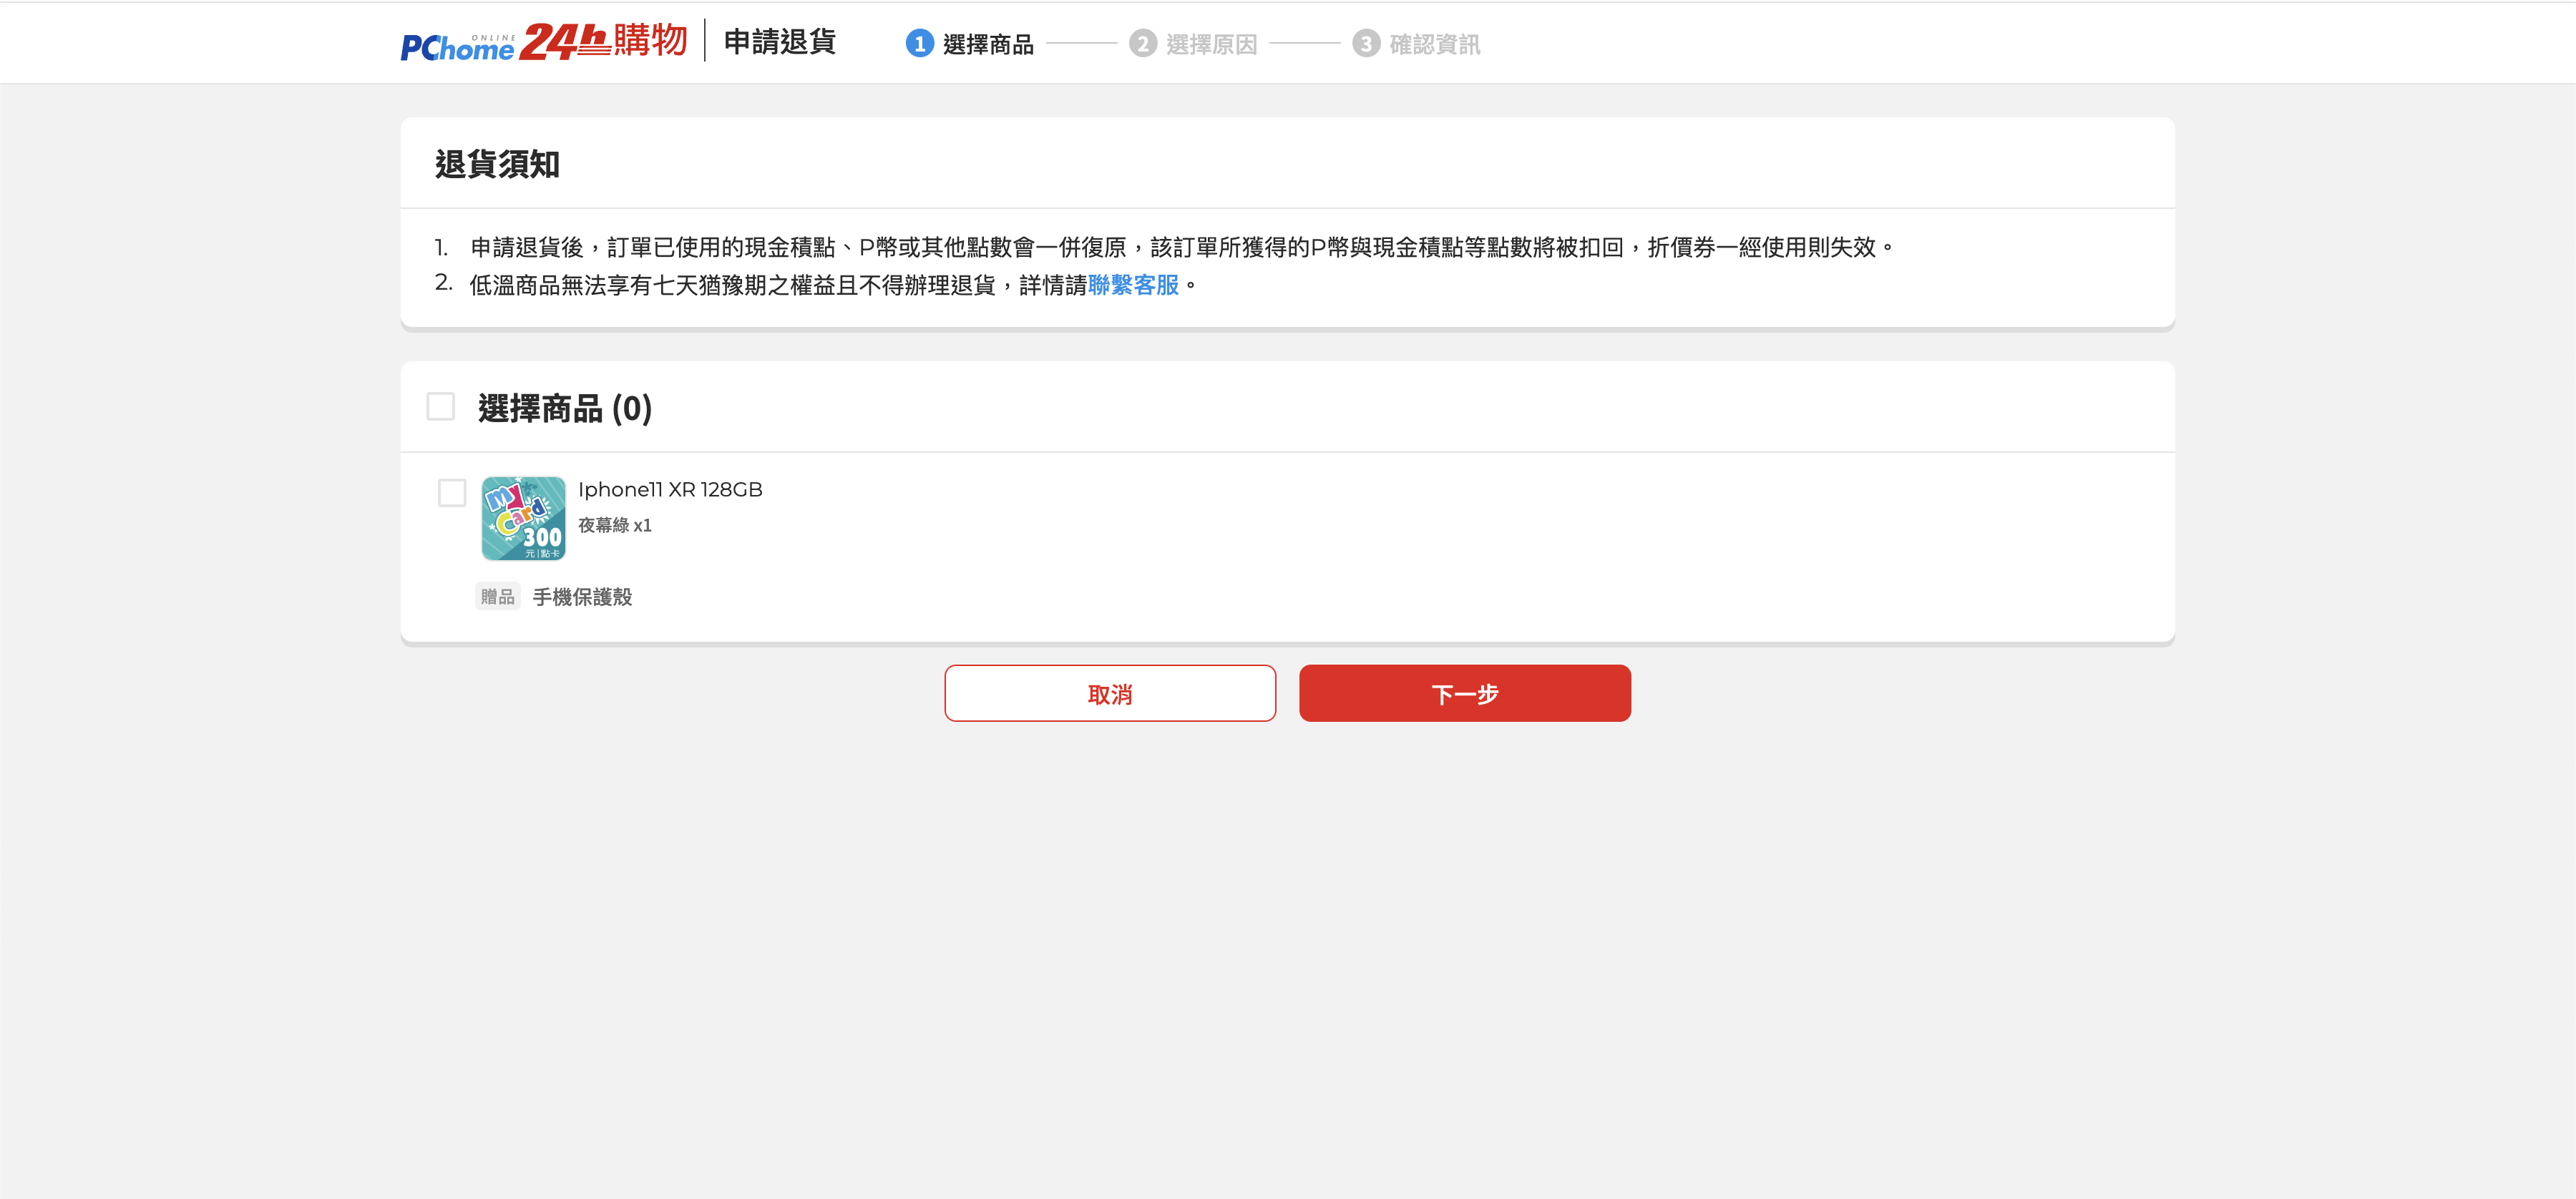 PChome ONLINE 24h購物 申請退貨 1 選擇商品 2 選擇原因 3 確認資訊
退貨須知
1. 申請退貨後，訂單已使用的現金積點、P幣或其他點數會一併復原，該訂單所獲得的P幣與現金積點等點數將被扣回，折價券一經使用則失效。
2. 低溫商品無法享有七天猶豫期之權益且不得辦理退貨，詳情請聯繫客服。
選擇商品 (0)
my Card
300
元|點卡
Iphone11 XR 128GB
夜幕綠 x1
贈品 手機保護殼
取消 下一步